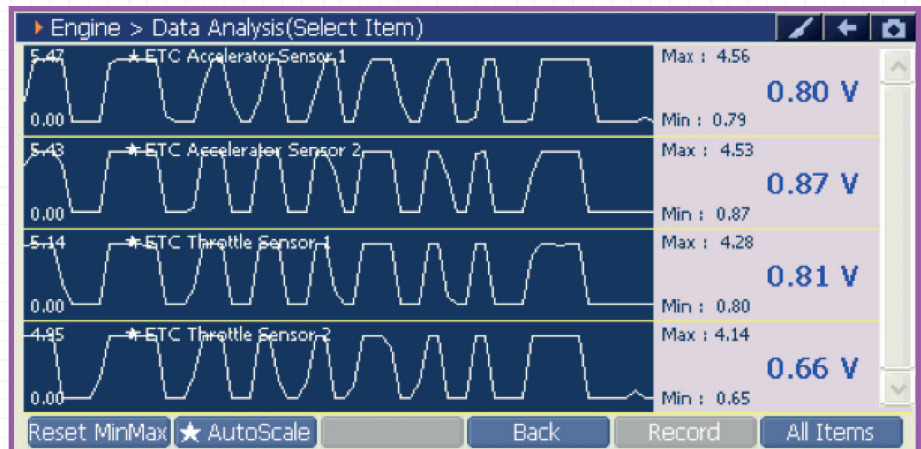 Engine > Data Analysis(Select Item)
5.47 ★ ETC Accelerator Sensor 1 Max : 4.56
0.80 V
0.00 Min : 0.79
5.43 ★ ETC Accelerator Sensor 2 Max : 4.53
0.87 V
0.00 Min : 0.87
5.14 ★ ETC Throttle Sensor 1 Max : 4.28
0.81 V
0.00 Min : 0.80
4.95 ★ ETC Throttle Sensor 2 Max : 4.14
0.66 V
0.00 Min : 0.65
Reset MinMax ★ AutoScale Back Record All Items